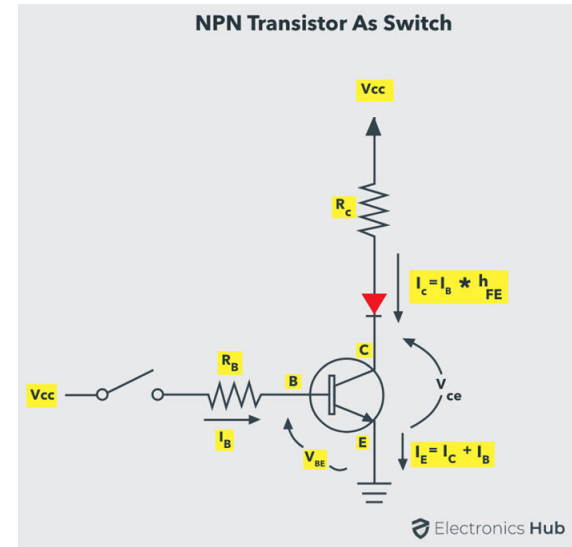 NPN Transistor As Switch
Vcc
Rc
Ic=IB * hFE
C
RB
B
Vcc
Vce
IB
VBE
E
IE= IC + IB
Electronics Hub